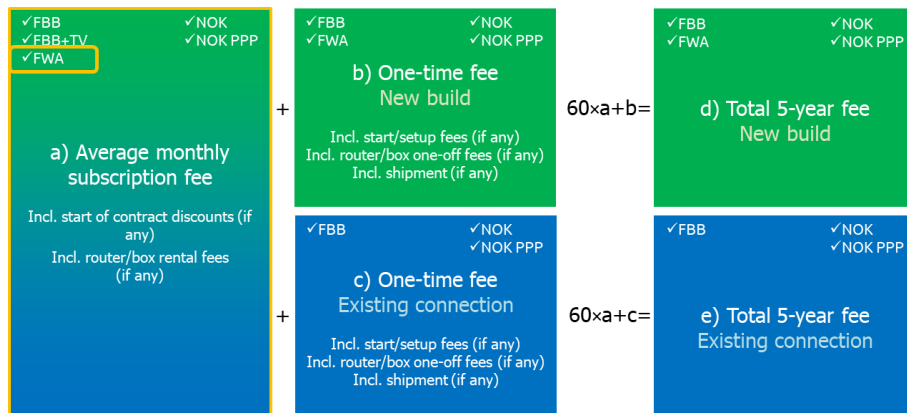 ✓FBB ✓NOK
✓FBB+TV ✓NOK PPP
✓FWA
a) Average monthly
subscription fee
Incl. start of contract discounts (if
any)
Incl. router/box rental fees
(if any)
+
✓FBB ✓NOK
✓FWA ✓NOK PPP
b) One-time fee
New build
Incl. start/setup fees (if any)
Incl. router/box one-off fees (if any)
Incl. shipment (if any)
60×a+b=
✓FBB ✓NOK
✓FWA ✓NOK PPP
d) Total 5-year fee
New build
+
✓FBB ✓NOK
✓NOK PPP
c) One-time fee
Existing connection
Incl. start/setup fees (if any)
Incl. router/box one-off fees (if any)
Incl. shipment (if any)
60×a+c=
✓FBB ✓NOK
✓NOK PPP
e) Total 5-year fee
Existing connection